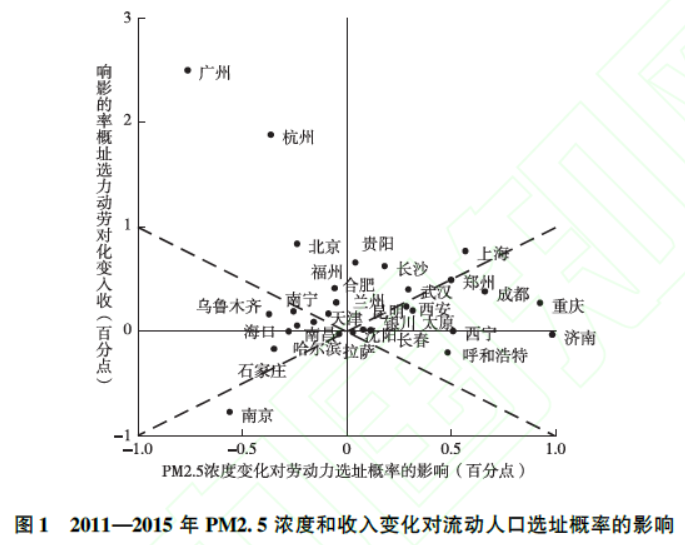 3
2
1
0
-1
-1.0
-0.5
0
0.5
1.0
响影的率概址选力动劳对化变入收（百分点）
广州
杭州
北京
贵阳
上海
福州
长沙
合肥
郑州
武汉
成都
兰州
重庆
乌鲁木齐
南宁
昆明
西安
天津
银川
太原
海口
南昌
沈阳
长春
西宁
济南
哈尔滨
拉萨
呼和浩特
石家庄
南京
PM2.5浓度变化对劳动力选址概率的影响（百分点）
图 1 2011—2015 年 PM2. 5 浓度和收入变化对流动人口选址概率的影响